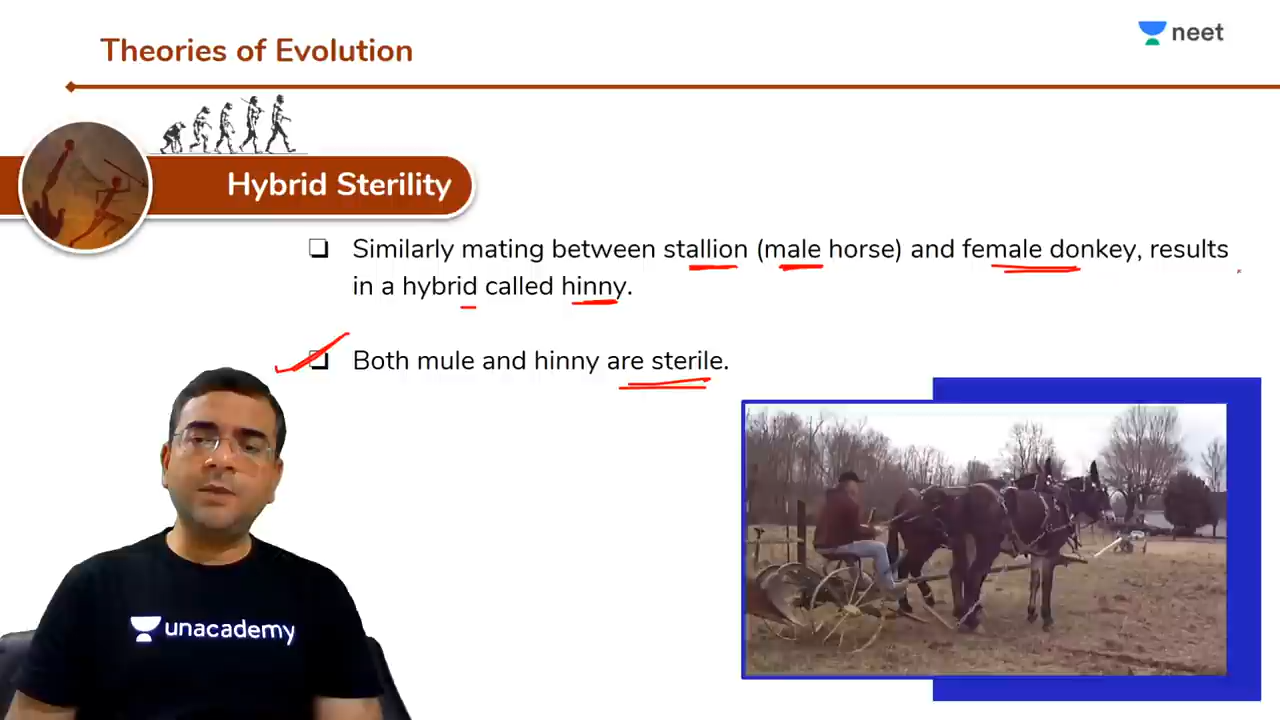 neet
Theories of Evolution
Hybrid Sterility
Similarly mating between stallion (male horse) and female donkey, results
in a hybrid called hinny.
Both mule and hinny are sterile.
unacademy